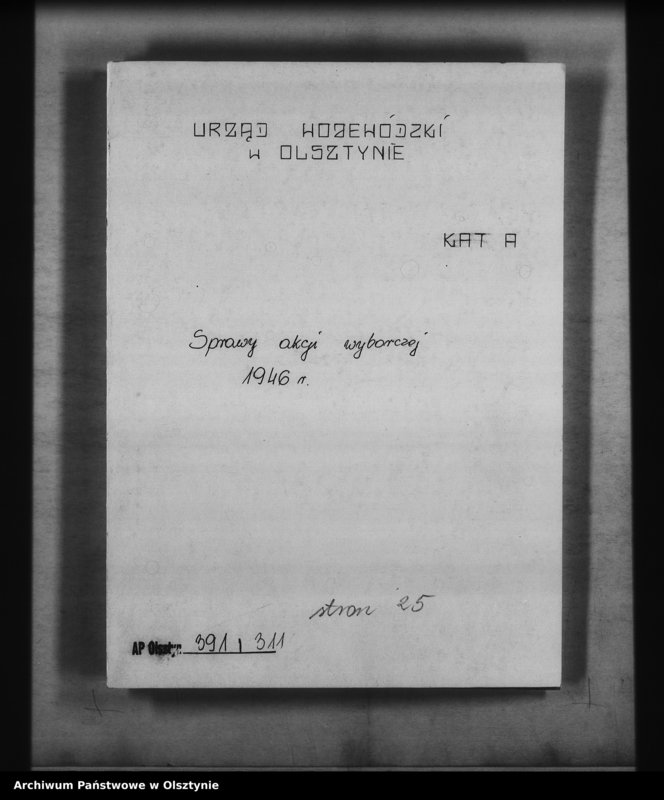 URZĄD WOJEWÓDZKI
w OLSZTYNIE
KAT A
Sprawy akcji wyborczej
1946 r.
stron 25
AP Olsztyn 391 / 311
Archiwum Państwowe w Olsztynie